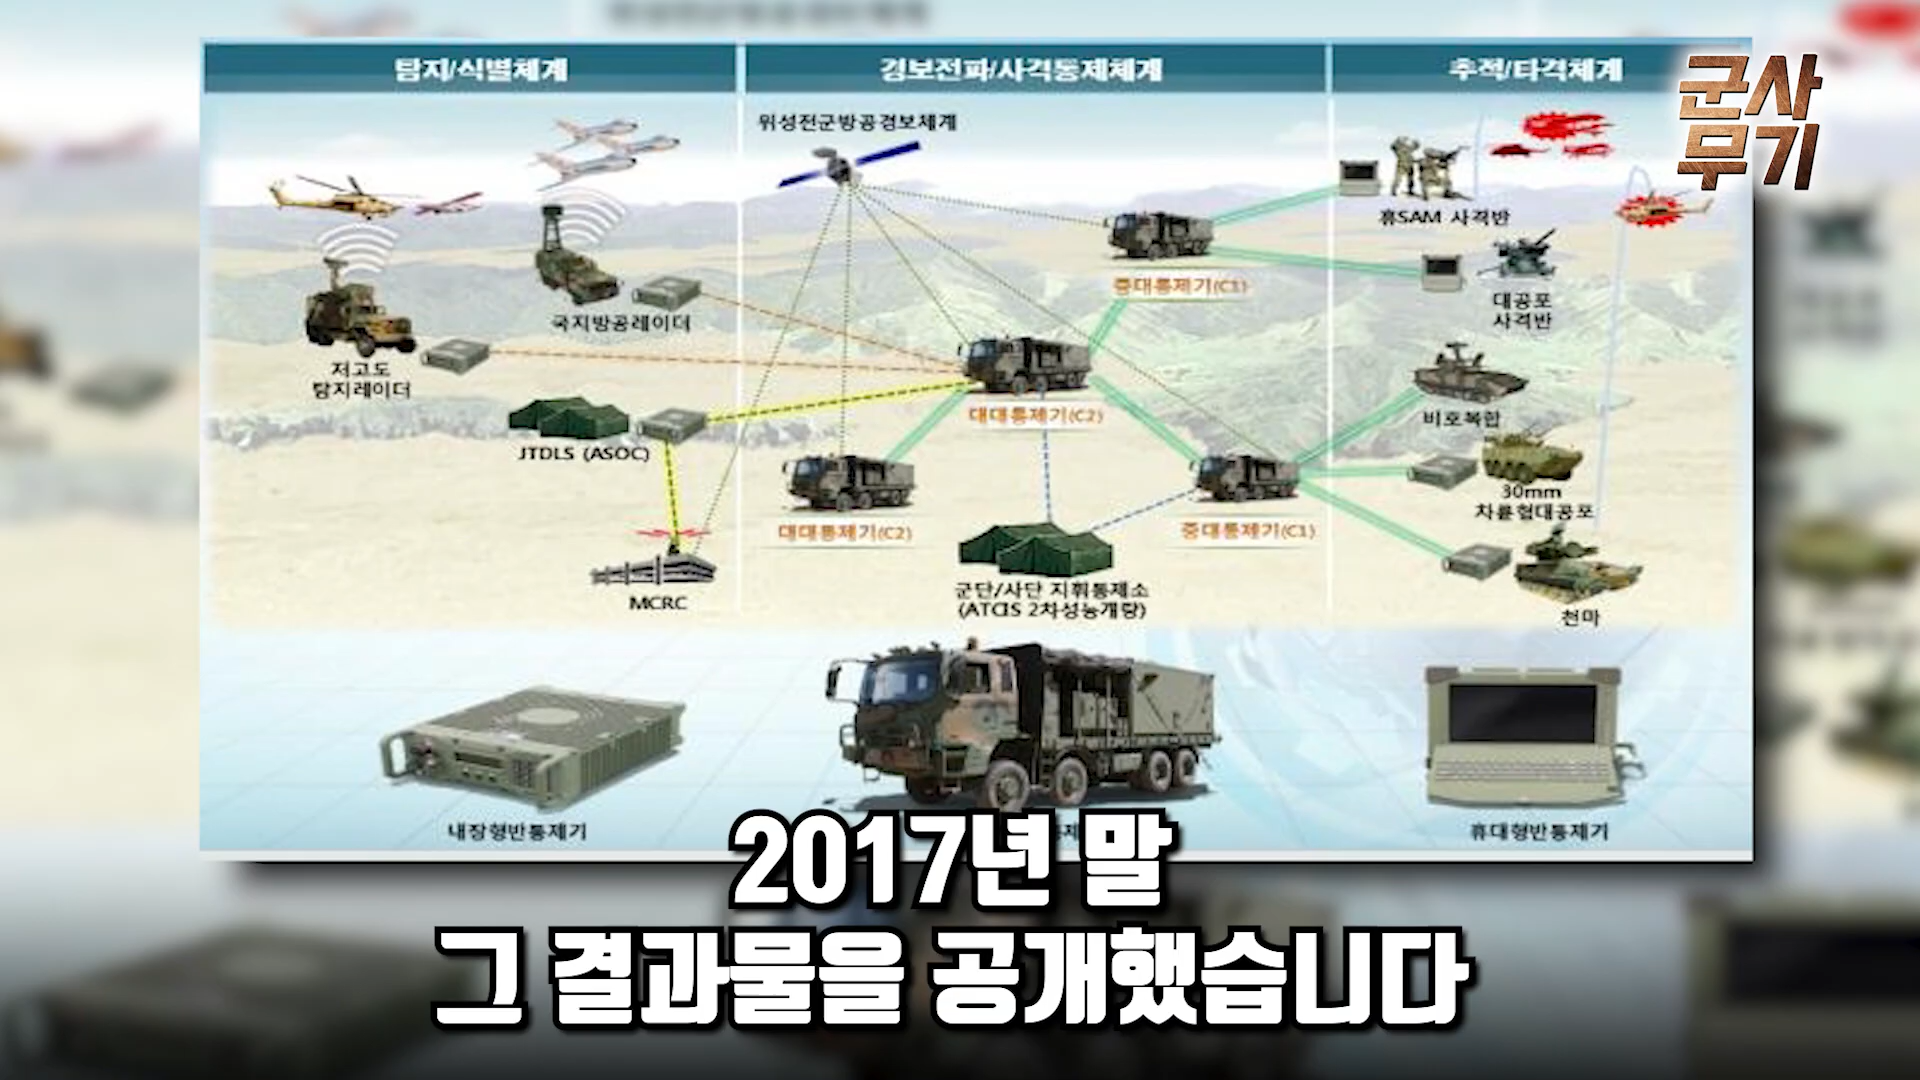 탐지/식별체계
경보전파/사격통제체계
추적/타격체계
군사
무기
위성전군방공경보체계
휴SAM 사격반
중대통제기(C1)
대공포
사격반
국지방공레이더
저고도
탐지레이더
대대통제기(C2)
비호복합
JTDLS (ASOC)
30mm
차륜형대공포
대대통제기(C2)
중대통제기(C1)
군단/사단 지휘통제소
(ATCIS 2차성능개량)
MCRC
천마
내장형반통제기
휴대형반통제기
2017년 말
그 결과물을 공개했습니다